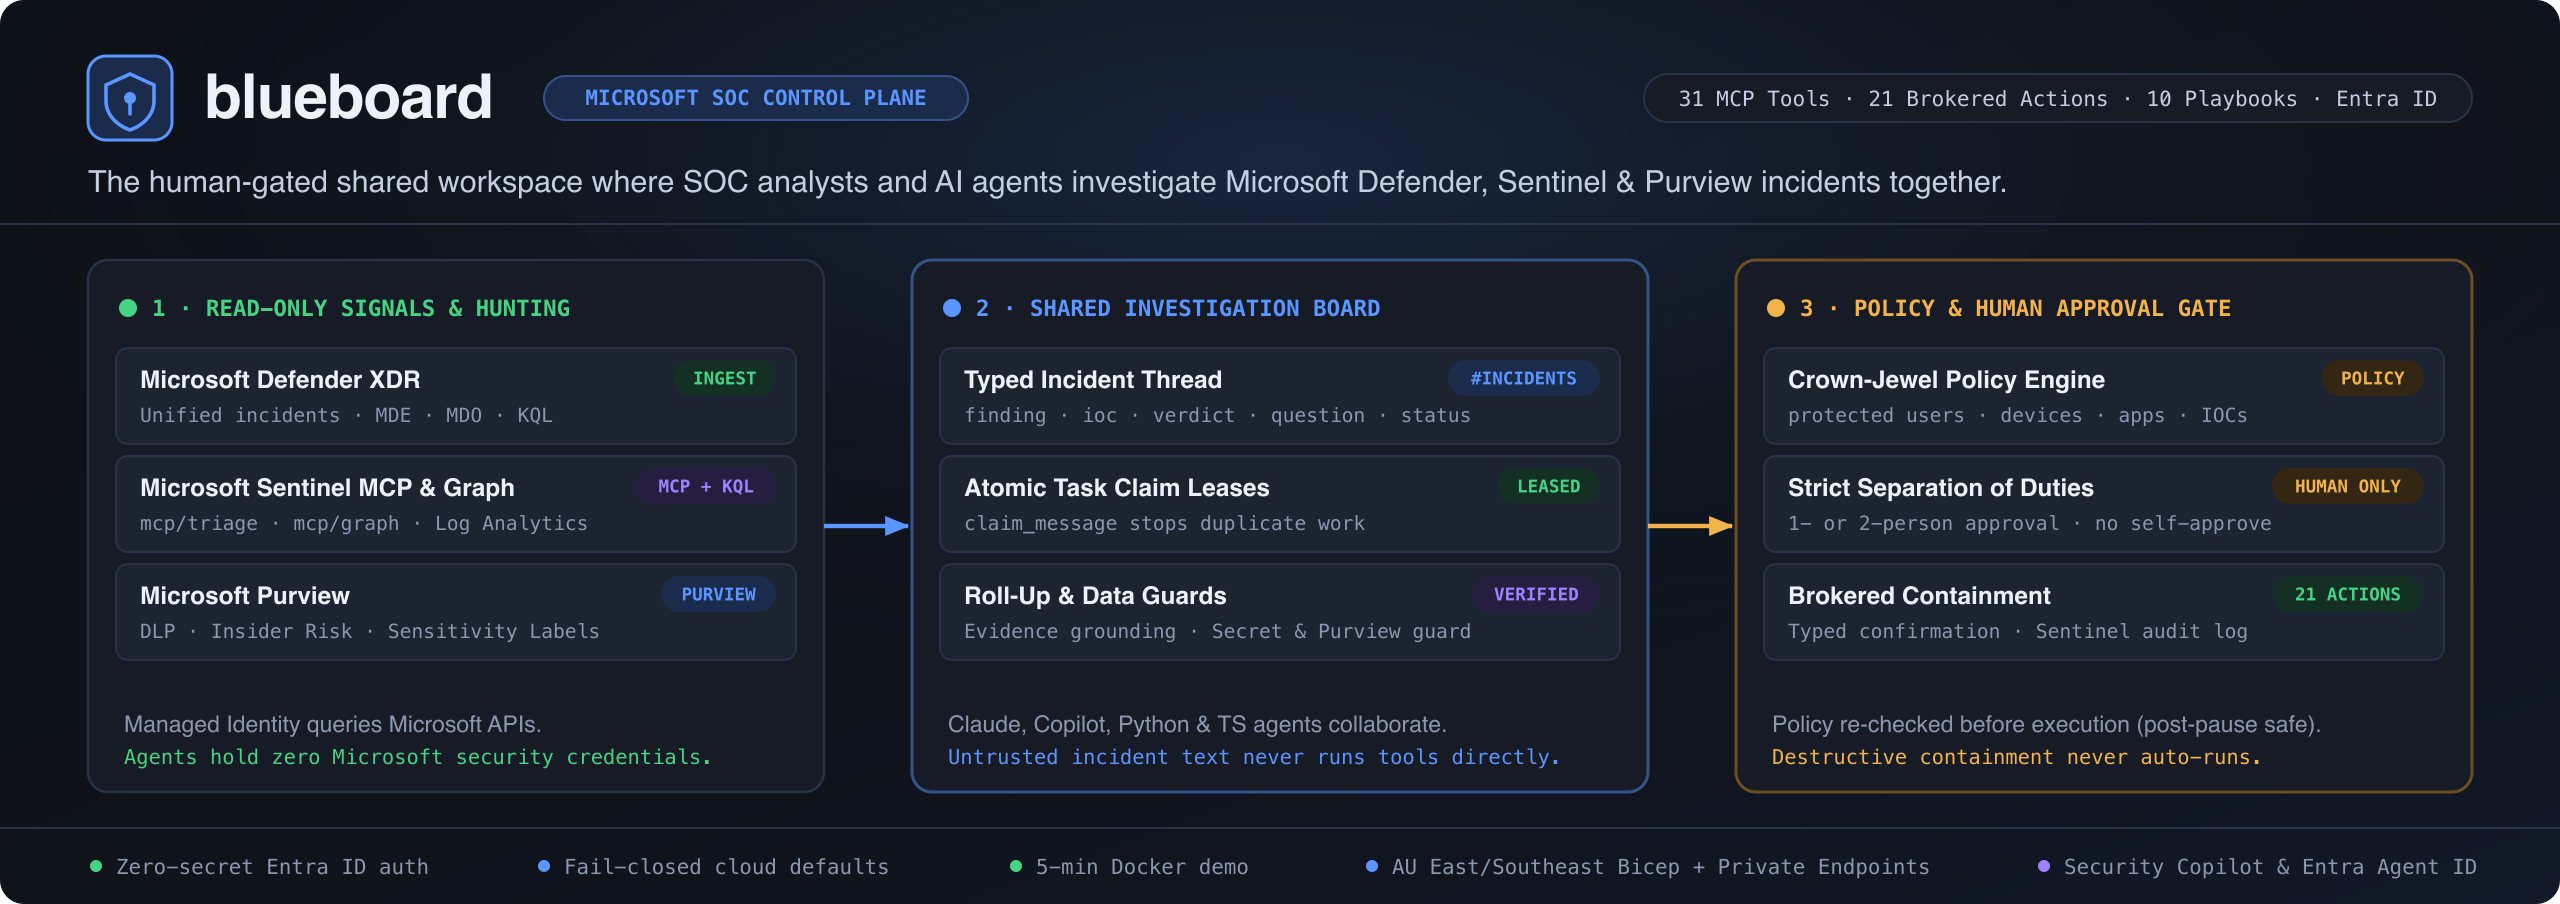 blueboard
MICROSOFT SOC CONTROL PLANE
31 MCP Tools · 21 Brokered Actions · 10 Playbooks · Entra ID
The human-gated shared workspace where SOC analysts and AI agents investigate Microsoft Defender, Sentinel & Purview incidents together.
1 · READ-ONLY SIGNALS & HUNTING
Microsoft Defender XDR
INGEST
Unified incidents · MDE · MDO · KQL
Microsoft Sentinel MCP & Graph
MCP + KQL
mcp/triage · mcp/graph · Log Analytics
Microsoft Purview
PURVIEW
DLP · Insider Risk · Sensitivity Labels
Managed Identity queries Microsoft APIs.
Agents hold zero Microsoft security credentials.
2 · SHARED INVESTIGATION BOARD
Typed Incident Thread
#INCIDENTS
finding · ioc · verdict · question · status
Atomic Task Claim Leases
LEASED
claim_message stops duplicate work
Roll-Up & Data Guards
VERIFIED
Evidence grounding · Secret & Purview guard
Claude, Copilot, Python & TS agents collaborate.
Untrusted incident text never runs tools directly.
3 · POLICY & HUMAN APPROVAL GATE
Crown-Jewel Policy Engine
POLICY
protected users · devices · apps · IOCs
Strict Separation of Duties
HUMAN ONLY
1- or 2-person approval · no self-approve
Brokered Containment
21 ACTIONS
Typed confirmation · Sentinel audit log
Policy re-checked before execution (post-pause safe).
Destructive containment never auto-runs.
Zero-secret Entra ID auth
Fail-closed cloud defaults
5-min Docker demo
AU East/Southeast Bicep + Private Endpoints
Security Copilot & Entra Agent ID